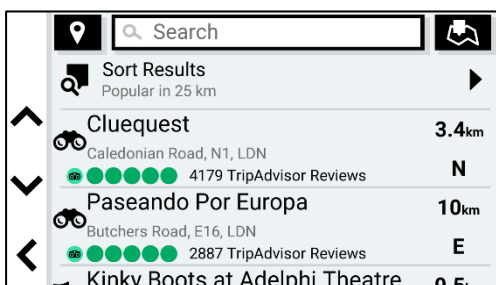 Search
Sort Results
Popular in 25 km
Cluequest
3.4km
Caledonian Road, N1, LDN
4179 TripAdvisor Reviews
N
Paseando Por Europa
10km
Butchers Road, E16, LDN
2887 TripAdvisor Reviews
E
Kinky Boots at Adelphi Theatre